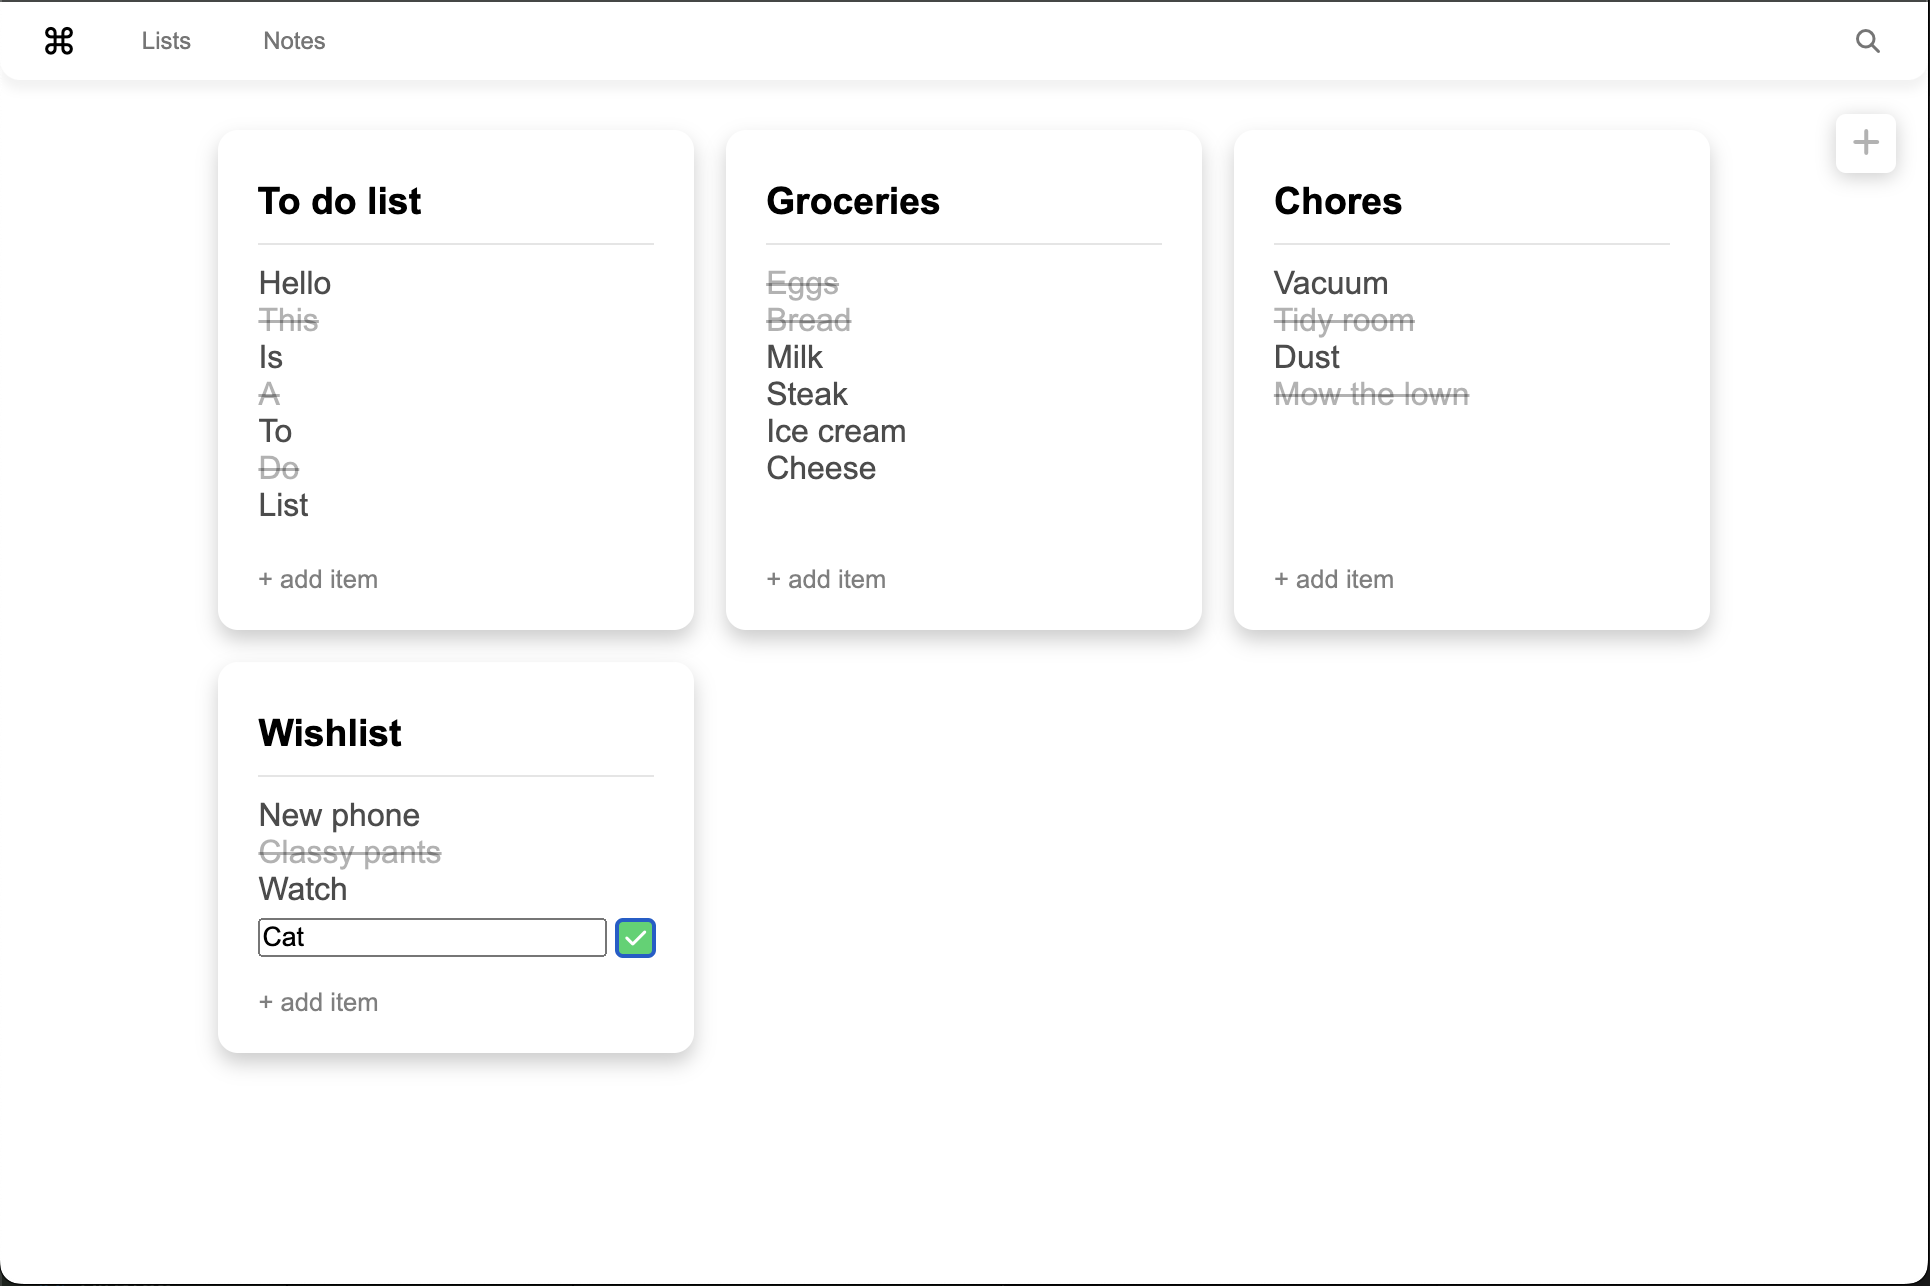 ⌘ Lists Notes
To do list
Hello
This
Is
A
To
Do
List
+ add item
Groceries
Eggs
Bread
Milk
Steak
Ice cream
Cheese
+ add item
Chores
Vacuum
Tidy room
Dust
Mow the lown
+ add item
Wishlist
New phone
Classy pants
Watch
Cat
+ add item